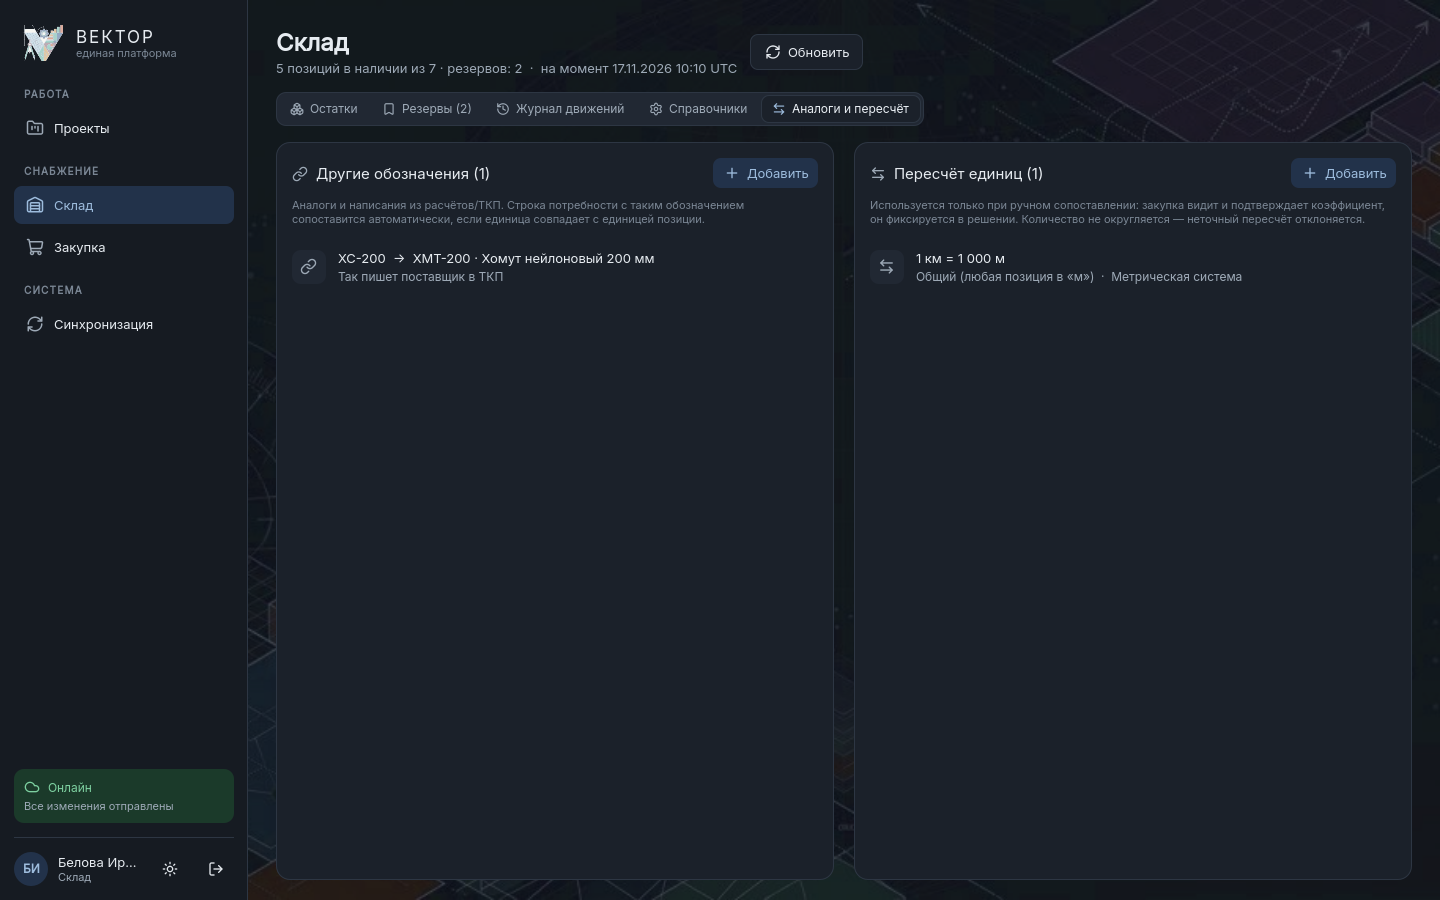 ВЕКТОР
единая платформа
РАБОТА
Проекты
СНАБЖЕНИЕ
Склад
Закупка
СИСТЕМА
Синхронизация
Онлайн
Все изменения отправлены
БИ
Белова Ир...
Склад
Склад
5 позиций в наличии из 7 · резервов: 2 · на момент 17.11.2026 10:10 UTC
Обновить
Остатки
Резервы (2)
Журнал движений
Справочники
Аналоги и пересчёт
Другие обозначения (1)
Добавить
Аналоги и написания из расчётов/ТКП. Строка потребности с таким обозначением
сопоставится автоматически, если единица совпадает с единицей позиции.
ХС-200 → ХМТ-200 · Хомут нейлоновый 200 мм
Так пишет поставщик в ТКП
Пересчёт единиц (1)
Добавить
Используется только при ручном сопоставлении: закупка видит и подтверждает коэффициент,
он фиксируется в решении. Количество не округляется — неточный пересчёт отклоняется.
1 км = 1 000 м
Общий (любая позиция в «м») · Метрическая система